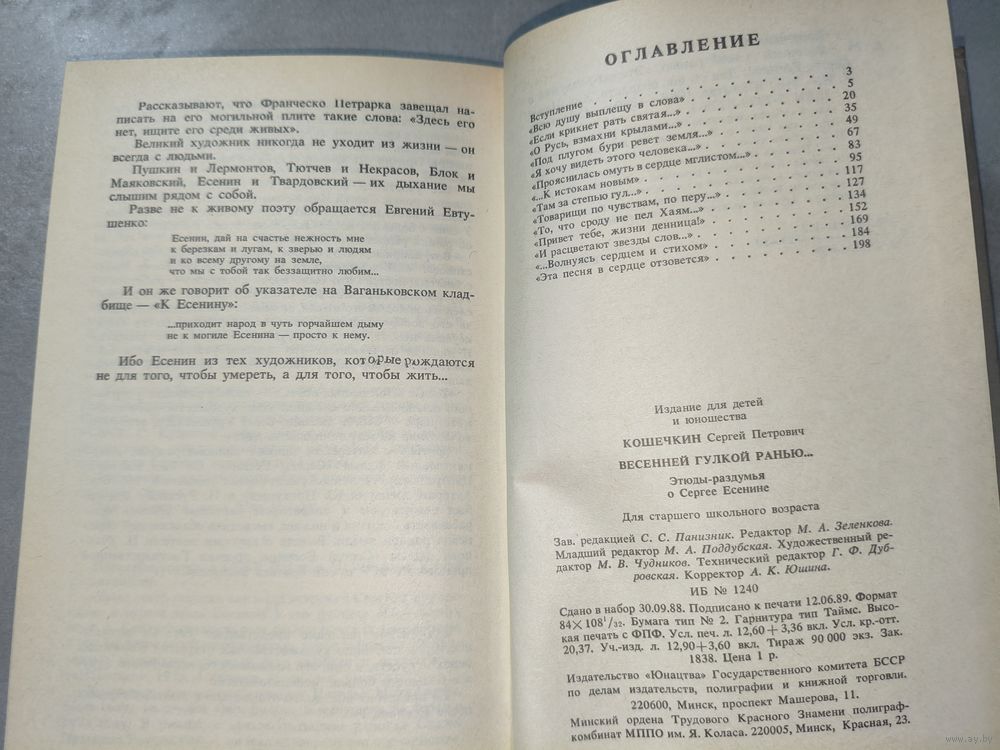 Рассказывают, что Франческо Петрарка завещал на-
писать на его могильной плите такие слова: «Здесь его
нет, ищите его среди живых».
Великий художник никогда не уходит из жизни — он
всегда с людьми.
Пушкин и Лермонтов, Тютчев и Некрасов, Блок и
Маяковский, Есенин и Твардовский — их дыхание мы
слышим рядом с собой.
Разве не к живому поэту обращается Евгений Евту-
шенко:
Есенин, дай на счастье нежность мне
к березкам и лугам, к зверью и людям
и ко всему другому на земле,
что мы с тобой так беззащитно любим...
И он же говорит об указателе на Ваганьковском клад-
бище — «К Есенину»:
...приходит народ в чуть горчайшем дыму
не к могиле Есенина — просто к нему.
Ибо Есенин из тех художников, которые рождаются
не для того, чтобы умереть, а для того, чтобы жить...
ОГЛАВЛЕНИЕ
Вступление . . . . . . . . . . 3
«Всю душу выплещу в слова» . . . . . . . 5
«Если крикнет рать святая...» . . . . . . . 20
«О Русь, взмахни крылами...» . . . . . . . 35
«Под плугом бури ревет земля...» . . . . . . 49
«Я хочу видеть этого человека...» . . . . . . 67
«Прояснилась омуть в сердце мглистом...» . . . . 83
«...К истокам новым» . . . . . . . . 95
«Там за степью гул...» . . . . . . . . 117
«Товарищи по чувствам, по перу...» . . . . . 127
«То, что сроду не пел Хаям...» . . . . . . 134
«Привет тебе, жизни денница!» . . . . . . 152
«И расцветают звезды слов...» . . . . . . 169
«...Волнуясь сердцем и стихом» . . . . . . 184
«Эта песня в сердце отзовется» . . . . . . 198
Издание для детей
и юношества
КОШЕЧКИН Сергей Петрович
ВЕСЕННЕЙ ГУЛКОЙ РАНЬЮ...
Этюды-раздумья
о Сергее Есенине
Для старшего школьного возраста
Зав. редакцией С. С. Панизник. Редактор М. А. Зеленкова.
Младший редактор М. А. Поддубская. Художественный ре-
дактор М. В. Чудников. Технический редактор Г. Ф. Дуб-
ровская. Корректор А. К. Юшина.
ИБ № 1240
Сдано в набор 30.09.88. Подписано к печати 12.06.89. Формат
84×108¹/₃₂. Бумага тип № 2. Гарнитура тип Таймс. Высо-
кая печать с ФПФ. Усл. печ. л. 12,60 + 3,36 вкл. Усл. кр.-отт.
20,37. Уч.-изд. л. 12,90 + 3,60 вкл. Тираж 90 000 экз. Зак.
1838. Цена 1 р.
Издательство «Юнацтва» Государственного комитета БССР
по делам издательств, полиграфии и книжной торговли.
220600, Минск, проспект Машерова, 11.
Минский ордена Трудового Красного Знамени полиграф-
комбинат МППО им. Я. Коласа. 220005, Минск, Красная, 23.
www.ay.by